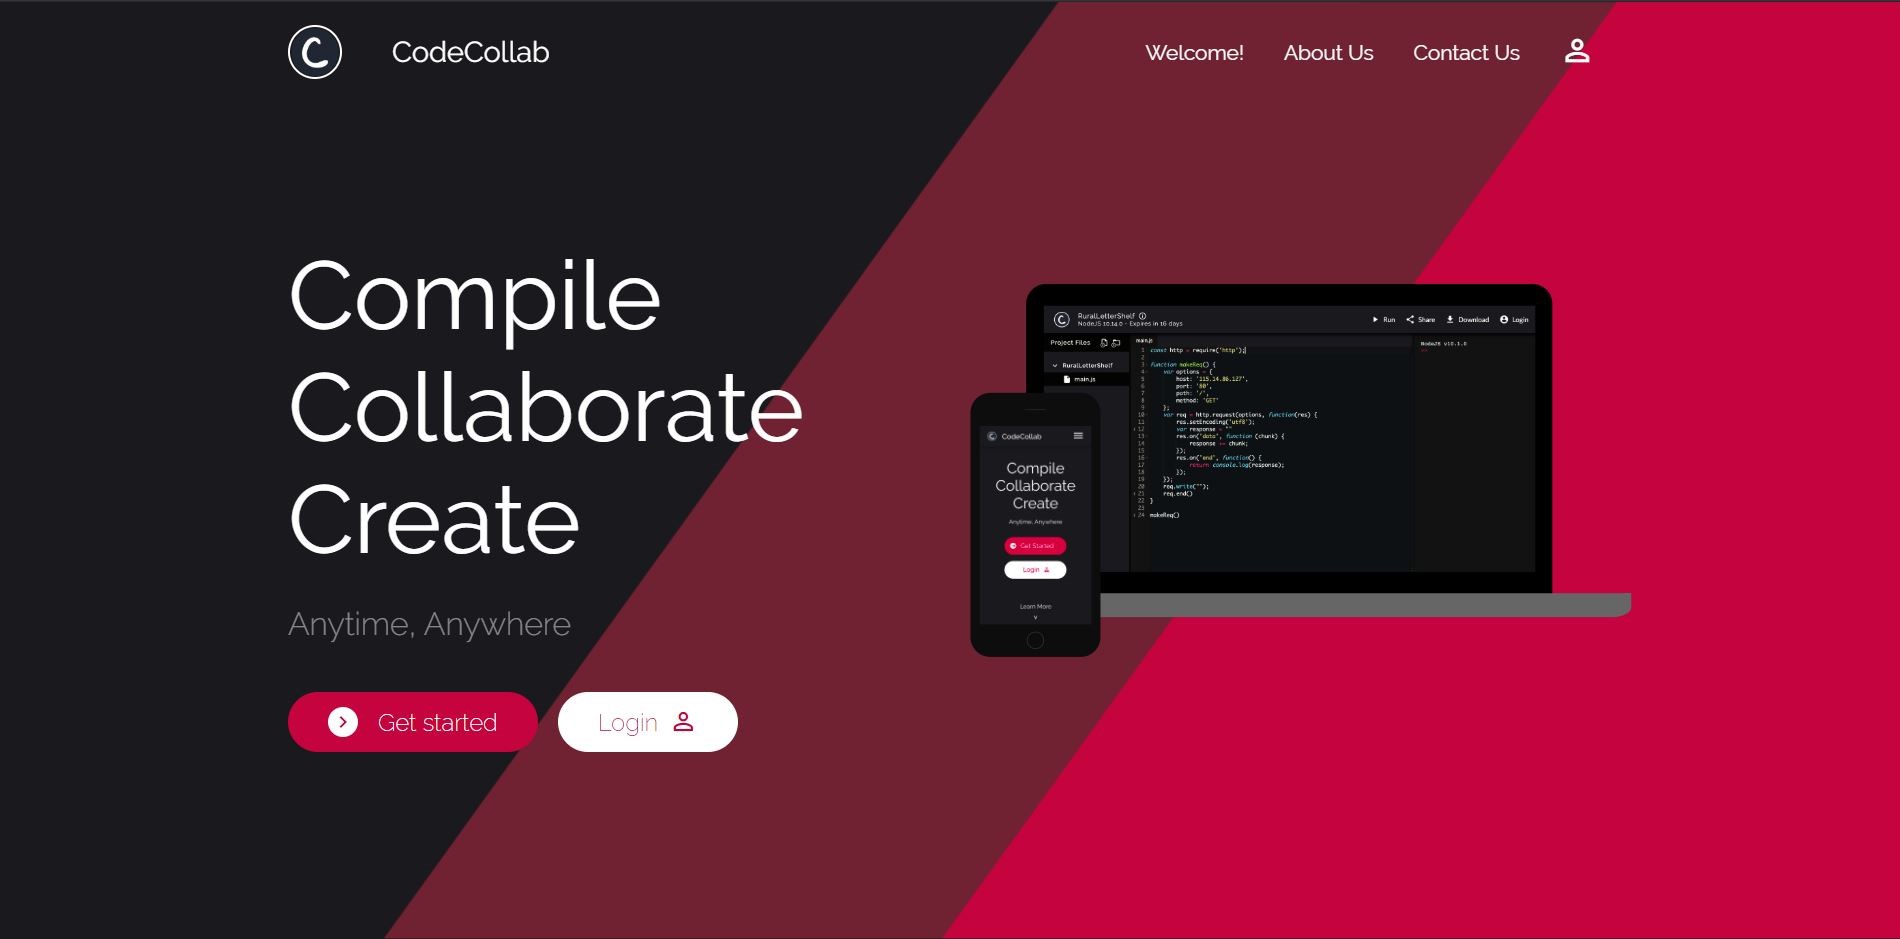 C CodeCollab Welcome! About Us Contact Us
Compile
Collaborate
Create
Anytime, Anywhere
Get started Login
C RuralLetterShelf
NodeJS 10.14.0 - Expires in 16 days
Run Share Download Login
Project Files
RuralLetterShelf
main.js
main.js
1 const http = require('http');
2
3 function makeReq() {
4 var options = {
5 host: '115.14.86.127',
6 port: '80',
7 path: '/',
8 method: 'GET'
9 };
10 var req = http.request(options, function(res) {
11 res.setEncoding('utf8');
12 var response = ""
13 res.on("data", function (chunk) {
14 response += chunk;
15 });
16 res.on("end", function() {
17 return console.log(response);
18 });
19 });
20 req.write("");
21 req.end()
22 }
23
24 makeReq()
NodeJS v10.1.0
C CodeCollab
Compile
Collaborate
Create
Anytime, Anywhere
Get Started
Login
Learn More